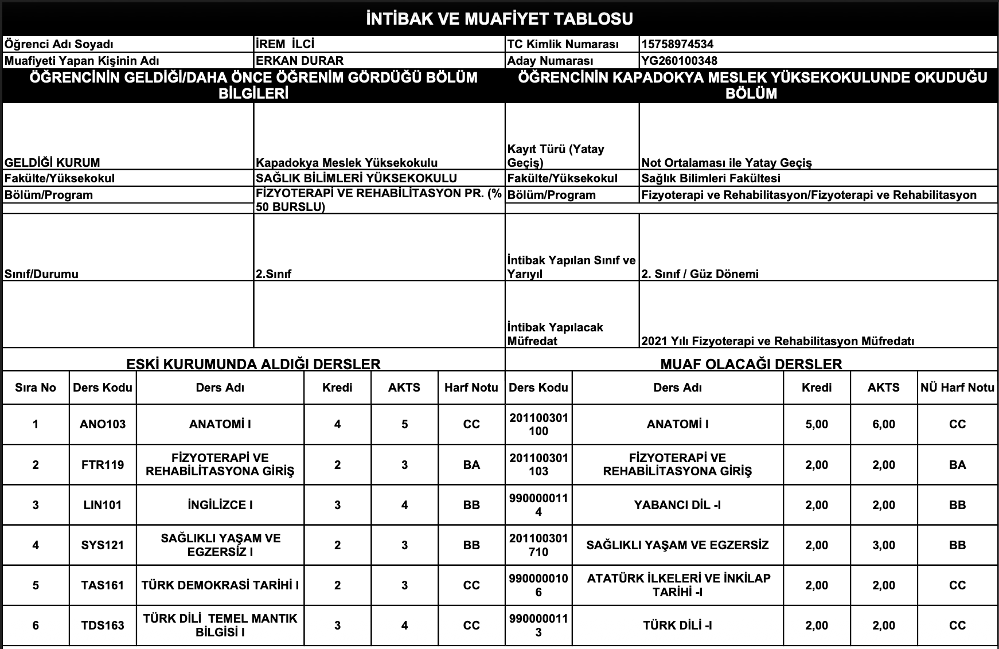 İNTİBAK VE MUAFİYET TABLOSU
Öğrenci Adı Soyadı İREM  İLCİ TC Kimlik Numarası 15758974534
Muafiyeti Yapan Kişinin Adı ERKAN DURAR Aday Numarası YG260100348
ÖĞRENCİNİN GELDİĞİ/DAHA ÖNCE ÖĞRENİM GÖRDÜĞÜ BÖLÜM
BİLGİLERİ
ÖĞRENCİNİN KAPADOKYA MESLEK YÜKSEKOKULUNDE OKUDUĞU
BÖLÜM
GELDİĞİ KURUM Kapadokya Meslek Yüksekokulu
Kayıt Türü (Yatay
Geçiş) Not Ortalaması ile Yatay Geçiş
Fakülte/Yüksekokul SAĞLIK BİLİMLERİ YÜKSEKOKULU Fakülte/Yüksekokul Sağlık Bilimleri Fakültesi
Bölüm/Program
FİZYOTERAPİ VE REHABİLİTASYON PR. (%
50 BURSLU)
Bölüm/Program Fizyoterapi ve Rehabilitasyon/Fizyoterapi ve Rehabilitasyon
Sınıf/Durumu 2.Sınıf
İntibak Yapılan Sınıf ve
Yarıyıl 2. Sınıf / Güz Dönemi
İntibak Yapılacak
Müfredat 2021 Yılı Fizyoterapi ve Rehabilitasyon Müfredatı
ESKİ KURUMUNDA ALDIĞI DERSLER MUAF OLACAĞI DERSLER
Sıra No Ders Kodu Ders Adı Kredi AKTS Harf Notu Ders Kodu Ders Adı Kredi AKTS NÜ Harf Notu
1 ANO103 ANATOMİ I 4 5 CC
201100301
100
ANATOMİ I 5,00 6,00 CC
2 FTR119
FİZYOTERAPİ VE
REHABİLİTASYONA GİRİŞ
2 3 BA
201100301
103
FİZYOTERAPİ VE
REHABİLİTASYONA GİRİŞ
2,00 2,00 BA
3 LIN101 İNGİLİZCE I 3 4 BB
990000011
4
YABANCI DİL -I 2,00 2,00 BB
4 SYS121
SAĞLIKLI YAŞAM VE
EGZERSİZ I
2 3 BB
201100301
710
SAĞLIKLI YAŞAM VE EGZERSİZ 2,00 3,00 BB
5 TAS161 TÜRK DEMOKRASİ TARİHİ I 2 3 CC
990000010
6
ATATÜRK İLKELERİ VE İNKİLAP
TARİHİ -I
2,00 2,00 CC
6 TDS163
TÜRK DİLİ  TEMEL MANTIK
BİLGİSİ I
3 4 CC
990000011
3
TÜRK DİLİ -I 2,00 2,00 CC